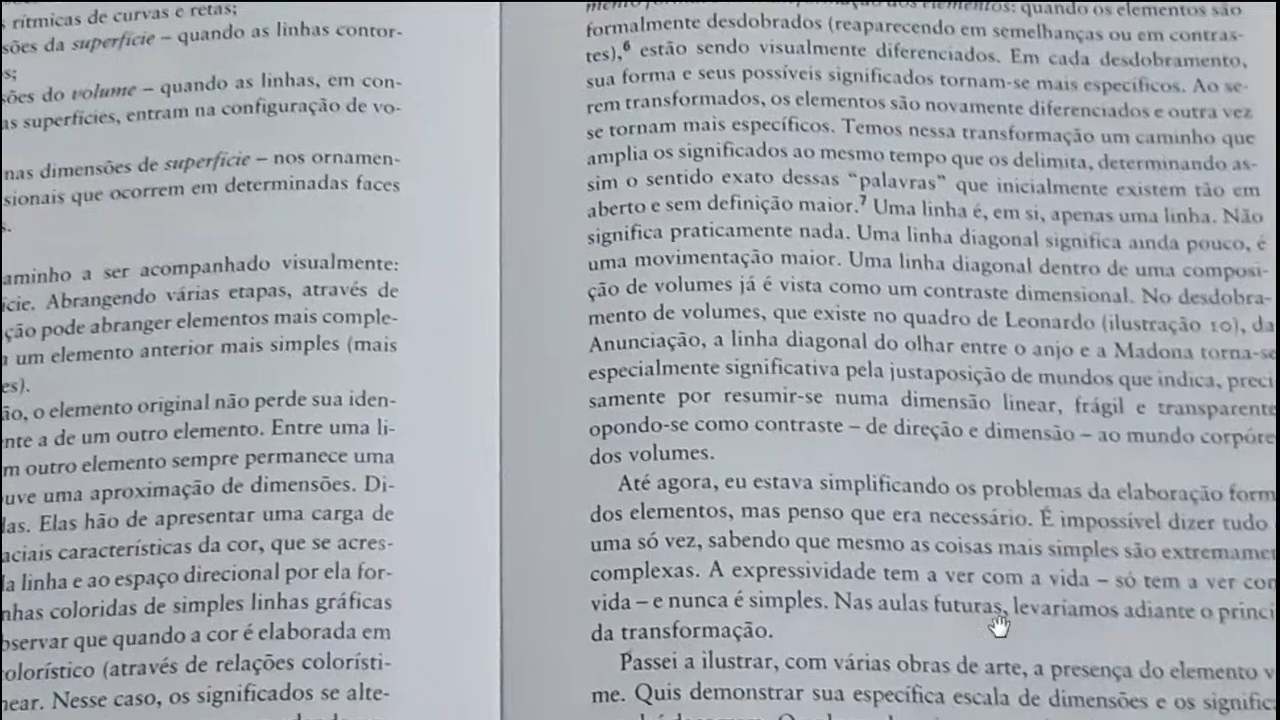 s rítmicas de curvas e retas;
sões da superfície – quando as linhas contor-
s;
sões do volume – quando as linhas, em con-
as superfícies, entram na configuração de vo-
nas dimensões de superfície – nos ornamen-
sionais que ocorrem em determinadas faces
s.
aminho a ser acompanhado visualmente:
ície. Abrangendo várias etapas, através de
ção pode abranger elementos mais comple-
a um elemento anterior mais simples (mais
es).
ão, o elemento original não perde sua iden-
nte a de um outro elemento. Entre uma li-
m outro elemento sempre permanece uma
ouve uma aproximação de dimensões. Di-
las. Elas hão de apresentar uma carga de
aciais características da cor, que se acres-
la linha e ao espaço direcional por ela for-
nhas coloridas de simples linhas gráficas
bservar que quando a cor é elaborada em
olorístico (através de relações colorísti-
near. Nesse caso, os significados se alte-
elementos: quando os elementos são
formalmente desdobrados (reaparecendo em semelhanças ou em contras-
tes),⁶ estão sendo visualmente diferenciados. Em cada desdobramento,
sua forma e seus possíveis significados tornam-se mais específicos. Ao se-
rem transformados, os elementos são novamente diferenciados e outra vez
se tornam mais específicos. Temos nessa transformação um caminho que
amplia os significados ao mesmo tempo que os delimita, determinando as-
sim o sentido exato dessas “palavras” que inicialmente existem tão em
aberto e sem definição maior.⁷ Uma linha é, em si, apenas uma linha. Não
significa praticamente nada. Uma linha diagonal significa ainda pouco, é
uma movimentação maior. Uma linha diagonal dentro de uma composi-
ção de volumes já é vista como um contraste dimensional. No desdobra-
mento de volumes, que existe no quadro de Leonardo (ilustração 10), da
Anunciação, a linha diagonal do olhar entre o anjo e a Madona torna-se
especialmente significativa pela justaposição de mundos que indica, preci
samente por resumir-se numa dimensão linear, frágil e transparente
opondo-se como contraste – de direção e dimensão – ao mundo corpóre
dos volumes.
Até agora, eu estava simplificando os problemas da elaboração form
dos elementos, mas penso que era necessário. É impossível dizer tudo
uma só vez, sabendo que mesmo as coisas mais simples são extremamen
complexas. A expressividade tem a ver com a vida – só tem a ver com
vida – e nunca é simples. Nas aulas futuras, levaríamos adiante o princí
da transformação.
Passei a ilustrar, com várias obras de arte, a presença do elemento v
me. Quis demonstrar sua específica escala de dimensões e os signific